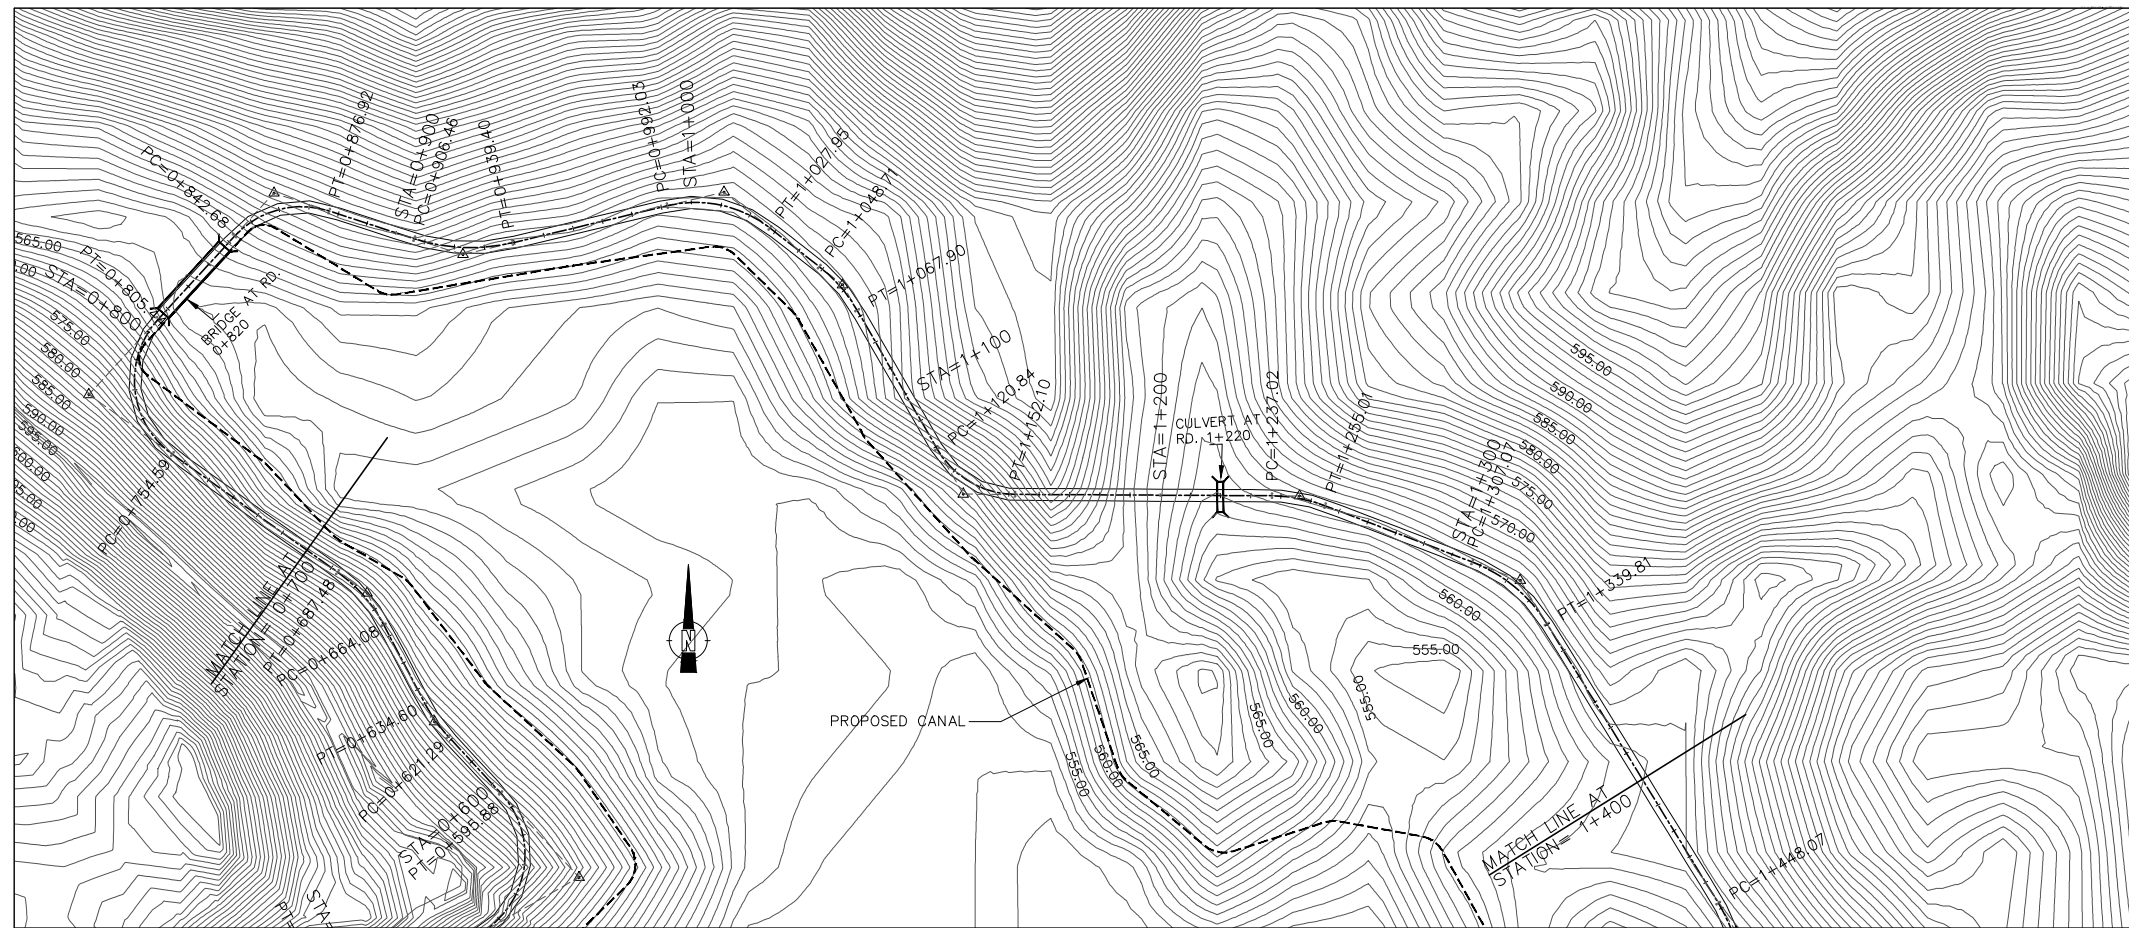 PT=0+876.92
STA=0+900
PC=0+906.46
PT=0+939.40
PC=0+992.03
STA=1+000
PT=1+027.95
PC=1+048.71
PT=1+067.90
PC=0+842.68
565.00
PT=0+805.
STA=0+800
575.00
580.00
585.00
590.00
595.00
BRIDGE AT RD.
0+820
STA=1+100
PC=1+120.84
PT=1+152.10
STA=1+200
CULVERT AT
RD. 1+220
PC=1+237.02
PT=1+255.01
595.00
590.00
585.00
580.00
575.00
570.00
STA=1+300
PC=1+307.07
PC=0+754.59
MATCH LINE AT
STATION= 0+700
PT=0+687.48
PC=0+664.08
N
560.00
PT=1+339.81
555.00
555.00
560.00
565.00
PROPOSED CANAL
555.00
560.00
565.00
PT=0+634.60
PC=0+621.29
STA=0+600
PT=0+595.88
MATCH LINE AT
STATION= 1+400
PC=1+448.07
STA=
PT=